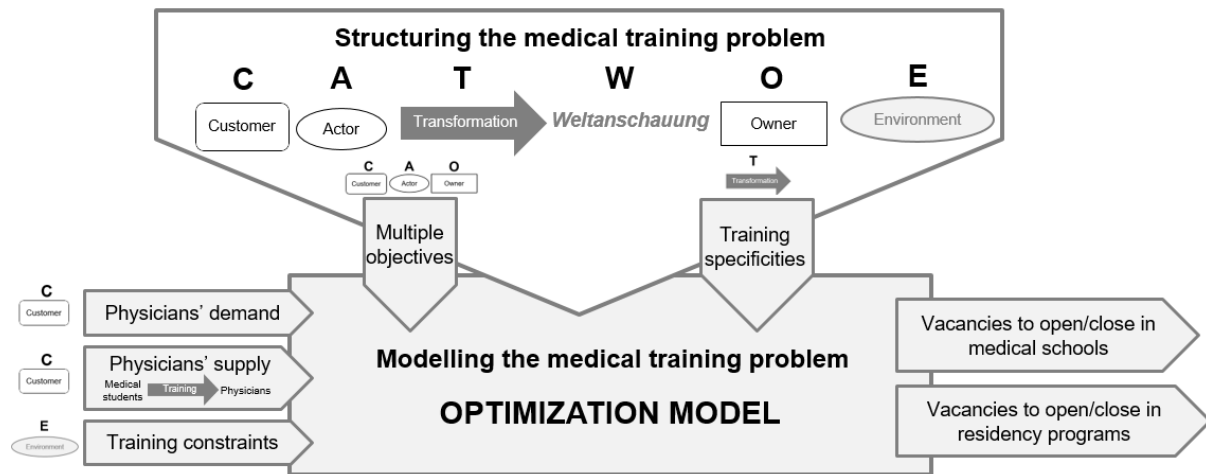 Structuring the medical training problem
C A T W O E
Customer Actor Transformation Weltanschauung Owner Environment
C A O
Customer Actor Owner
T
Transformation
Multiple
objectives
Training
specificities
C
Customer
Physicians' demand
C
Customer
Physicians' supply
Medical
students
Training
Physicians
E
Environment
Training constraints
Modelling the medical training problem
OPTIMIZATION MODEL
Vacancies to open/close in
medical schools
Vacancies to open/close in
residency programs